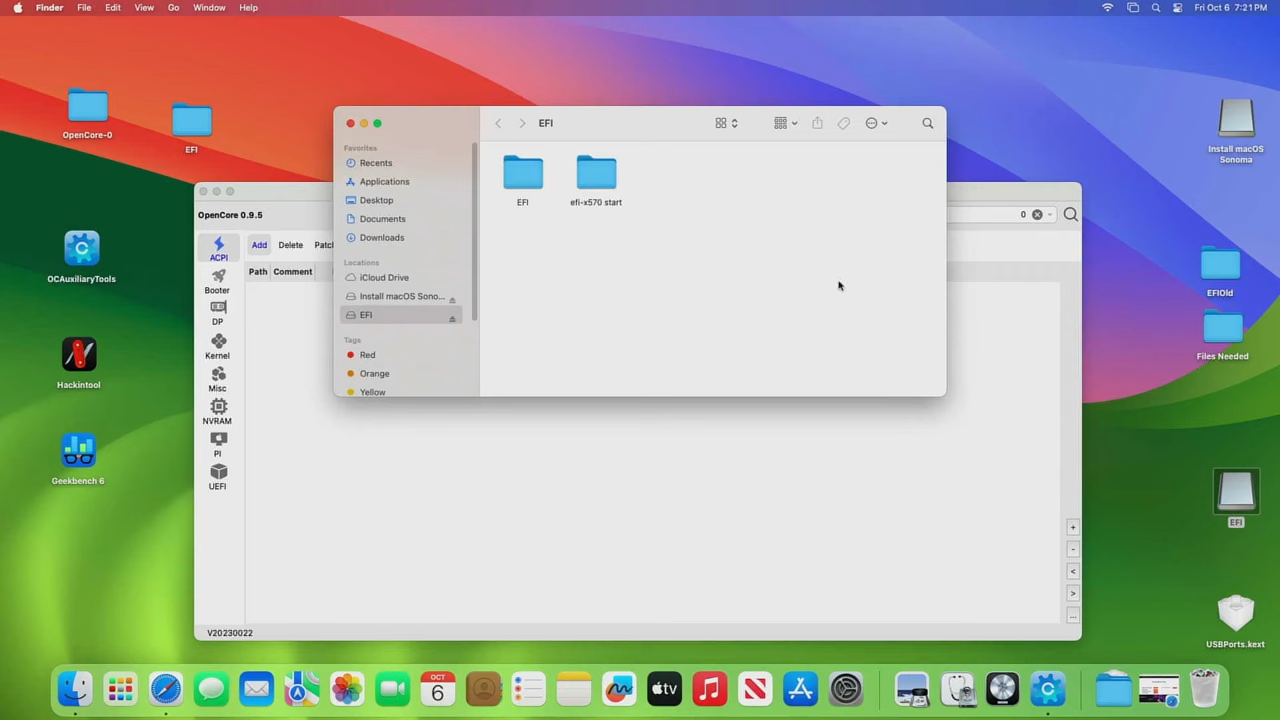 Finder File Edit View Go Window Help
Fri Oct 6 7:21 PM
OpenCore-0
EFI
OCAuxiliaryTools
Hackintool
Geekbench 6
EFI
Favorites
Recents
Applications
Desktop
Documents
Downloads
Locations
iCloud Drive
Install macOS Sono...
EFI
Tags
Red
Orange
Yellow
EFI
efi-x570 start
OpenCore 0.9.5
0
ACPI
Booter
DP
Kernel
Misc
NVRAM
PI
UEFI
Add Delete Patc
Path Comment
+
-
<
>
...
V20230022
Install macOS
Sonoma
EFIOld
Files Needed
EFI
USBPorts.kext
OCT
6
tv